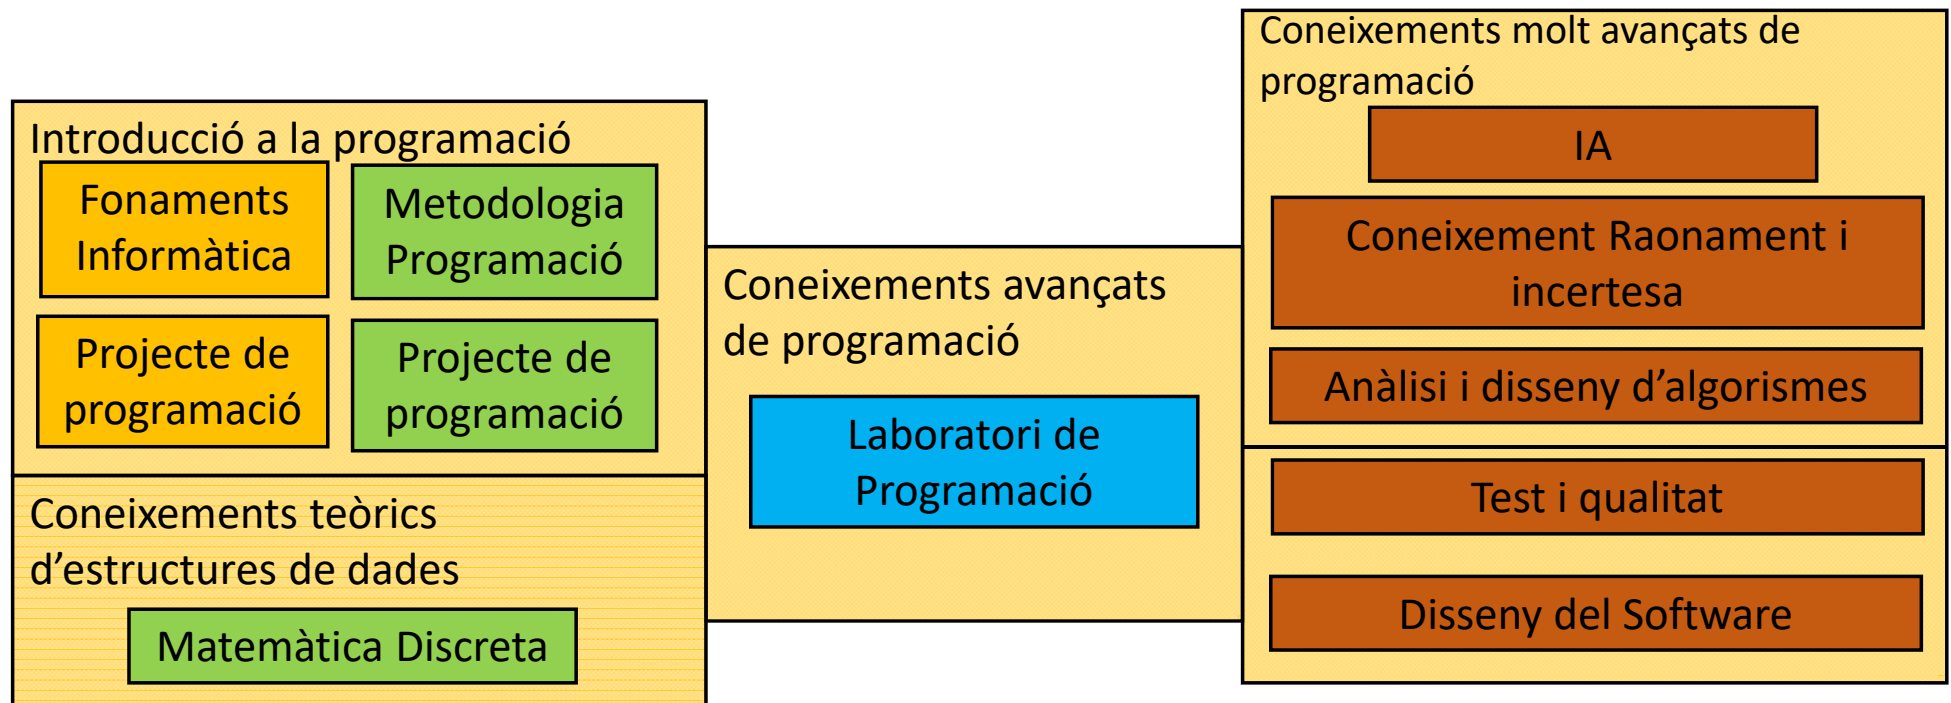 Introducció a la programació
Fonaments
Informàtica
Metodologia
Programació
Projecte de
programació
Projecte de
programació
Coneixements teòrics
d’estructures de dades
Matemàtica Discreta
Coneixements avançats
de programació
Laboratori de
Programació
Coneixements molt avançats de
programació
IA
Coneixement Raonament i
incertesa
Anàlisi i disseny d’algorismes
Test i qualitat
Disseny del Software